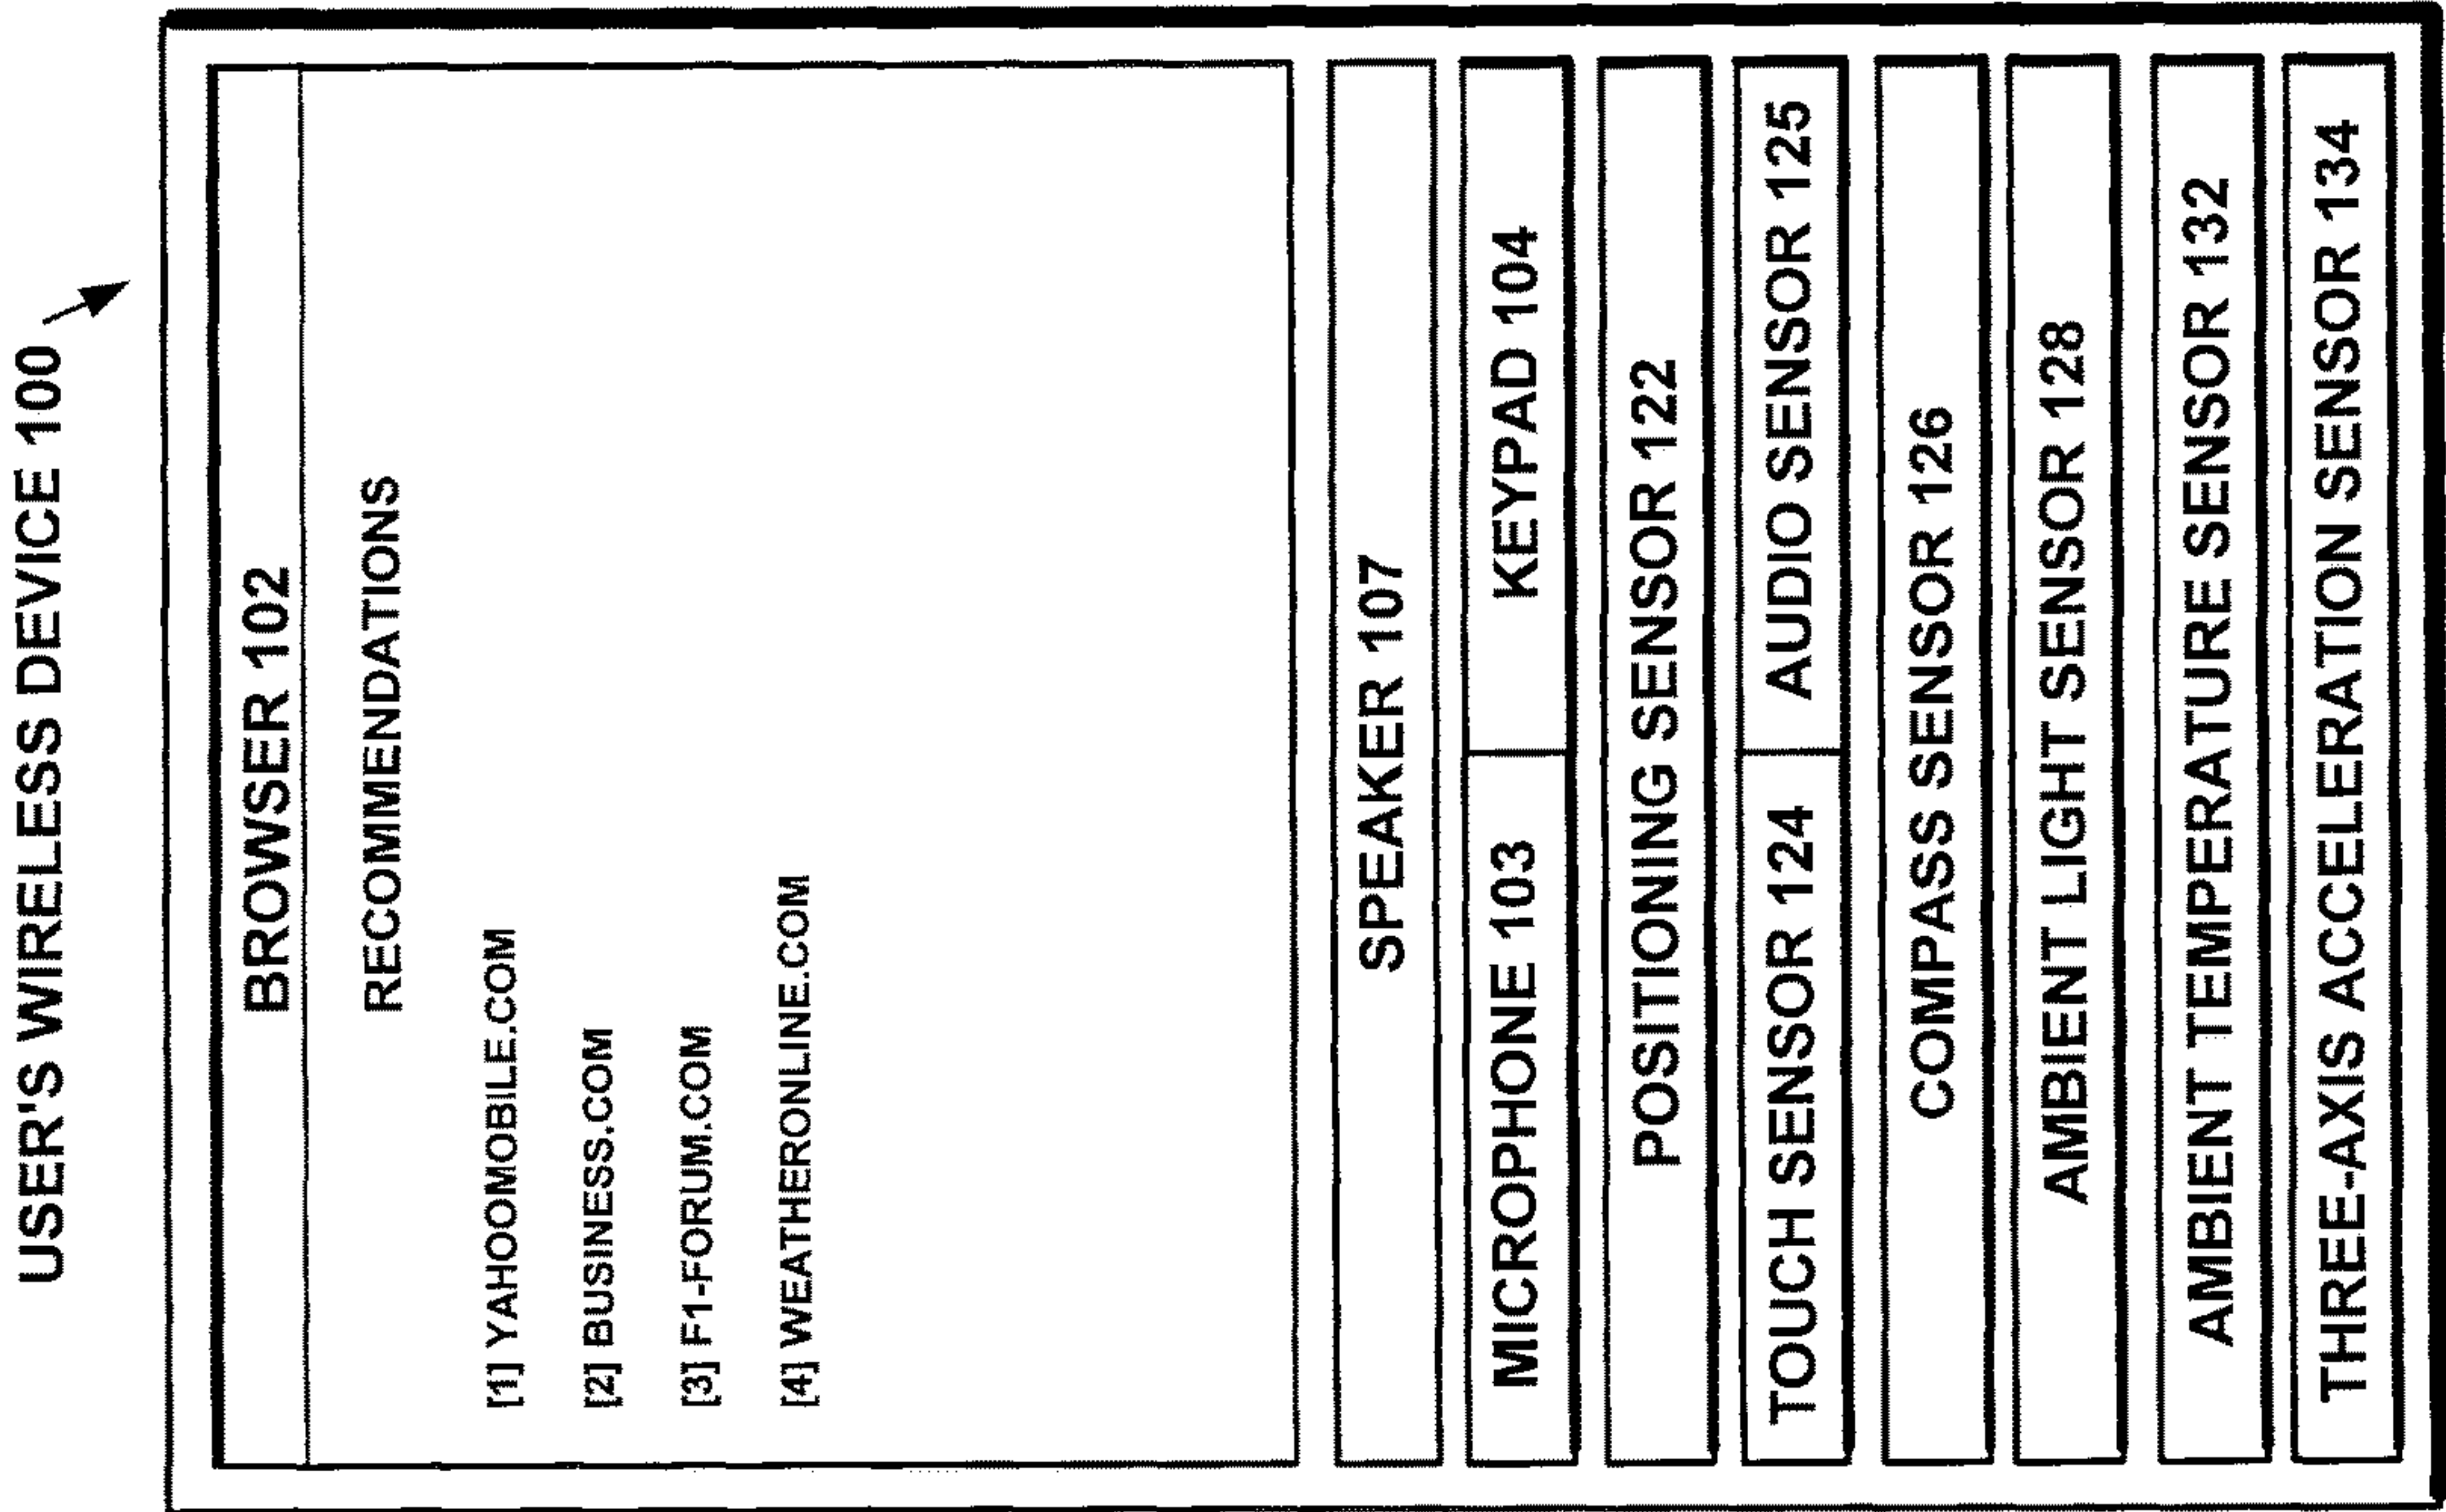 USER'S WIRELESS DEVICE 100
BROWSER 102
RECOMMENDATIONS
[1] YAHOOMOBILE.COM
[2] BUSINESS.COM
[3] F1-FORUM.COM
[4] WEATHERONLINE.COM
SPEAKER 107
MICROPHONE 103 KEYPAD 104
POSITIONING SENSOR 122
TOUCH SENSOR 124 AUDIO SENSOR 125
COMPASS SENSOR 126
AMBIENT LIGHT SENSOR 128
AMBIENT TEMPERATURE SENSOR 132
THREE-AXIS ACCELERATION SENSOR 134